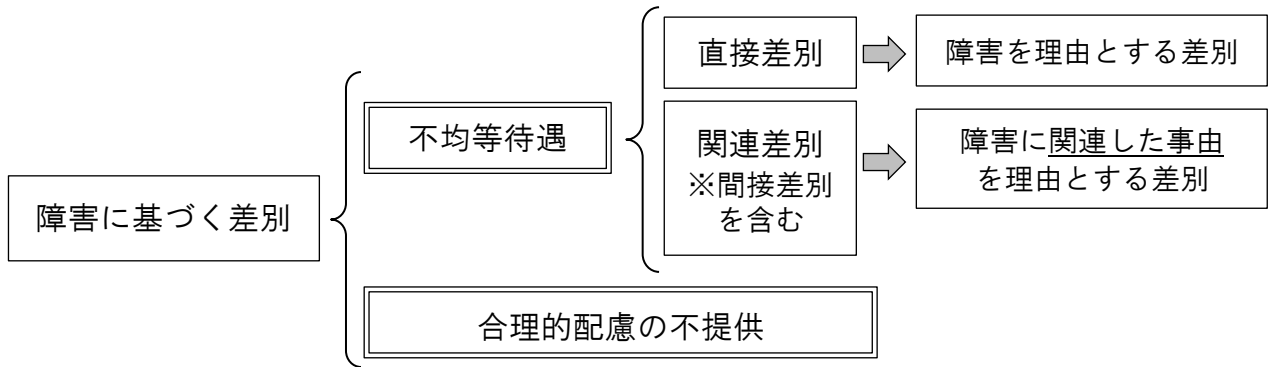 障害に基づく差別
不均等待遇
直接差別
障害を理由とする差別
関連差別
※間接差別
を含む
障害に関連した事由
を理由とする差別
合理的配慮の不提供